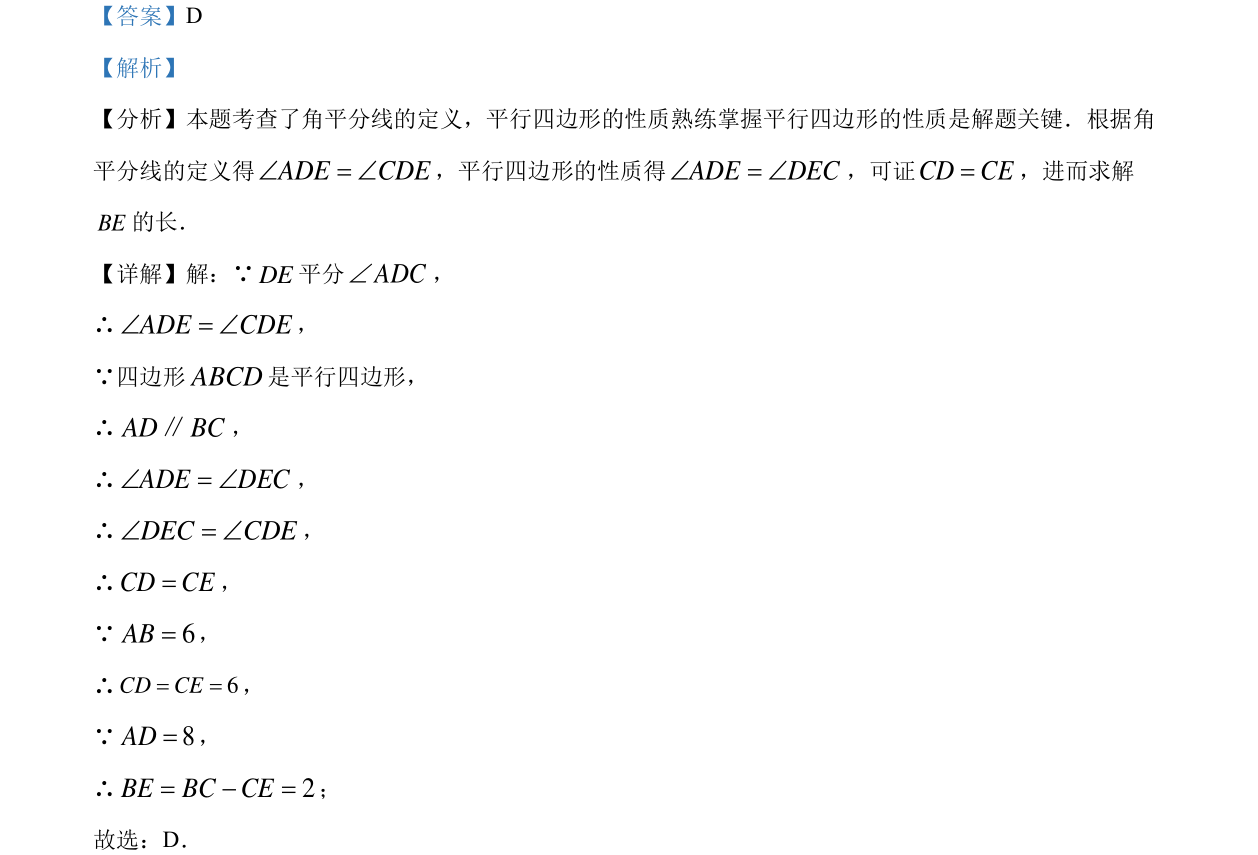 【答案】D
【解析】
【分析】本题考查了角平分线的定义，平行四边形的性质熟练掌握平行四边形的性质是解题关键．根据角
平分线的定义得∠ADE = ∠CDE，平行四边形的性质得∠ADE = ∠DEC，可证CD = CE，进而求解
BE 的长．
【详解】解：∵DE平分∠ADC，
∴∠ADE = ∠CDE，
∵四边形ABCD是平行四边形，
∴AD∥BC，
∴∠ADE = ∠DEC，
∴∠DEC = ∠CDE，
∴CD = CE，
∵AB = 6，
∴CD = CE = 6，
∵AD = 8，
∴BE = BC − CE = 2；
故选：D．